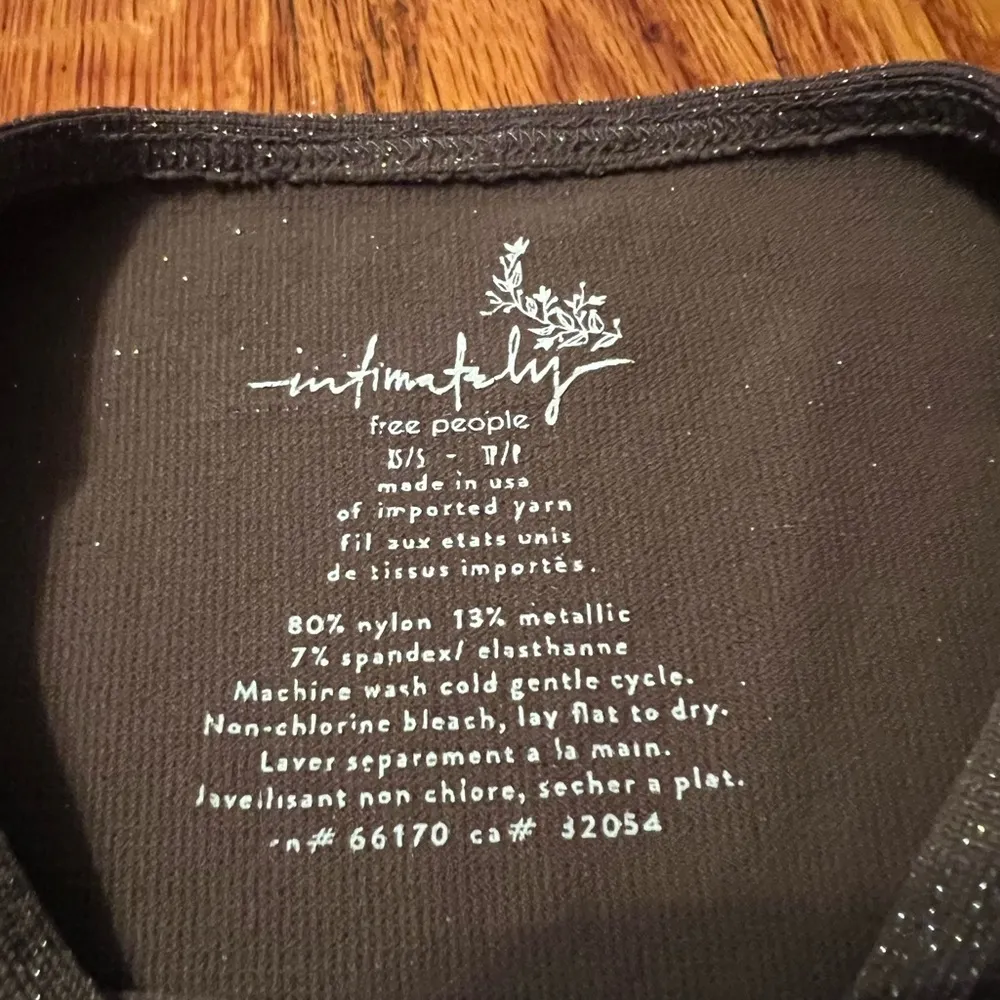 intimately
free people
XS/S - TP/P
made in usa
of imported yarn
fil aux etats unis
de tissus importés.
80% nylon 13% metallic
7% spandex/ elasthanne
Machine wash cold gentle cycle.
Non-chlorine bleach, lay flat to dry.
Laver separement a la main.
Javellisant non chlore, secher a plat.
n# 66170 ca# 32054